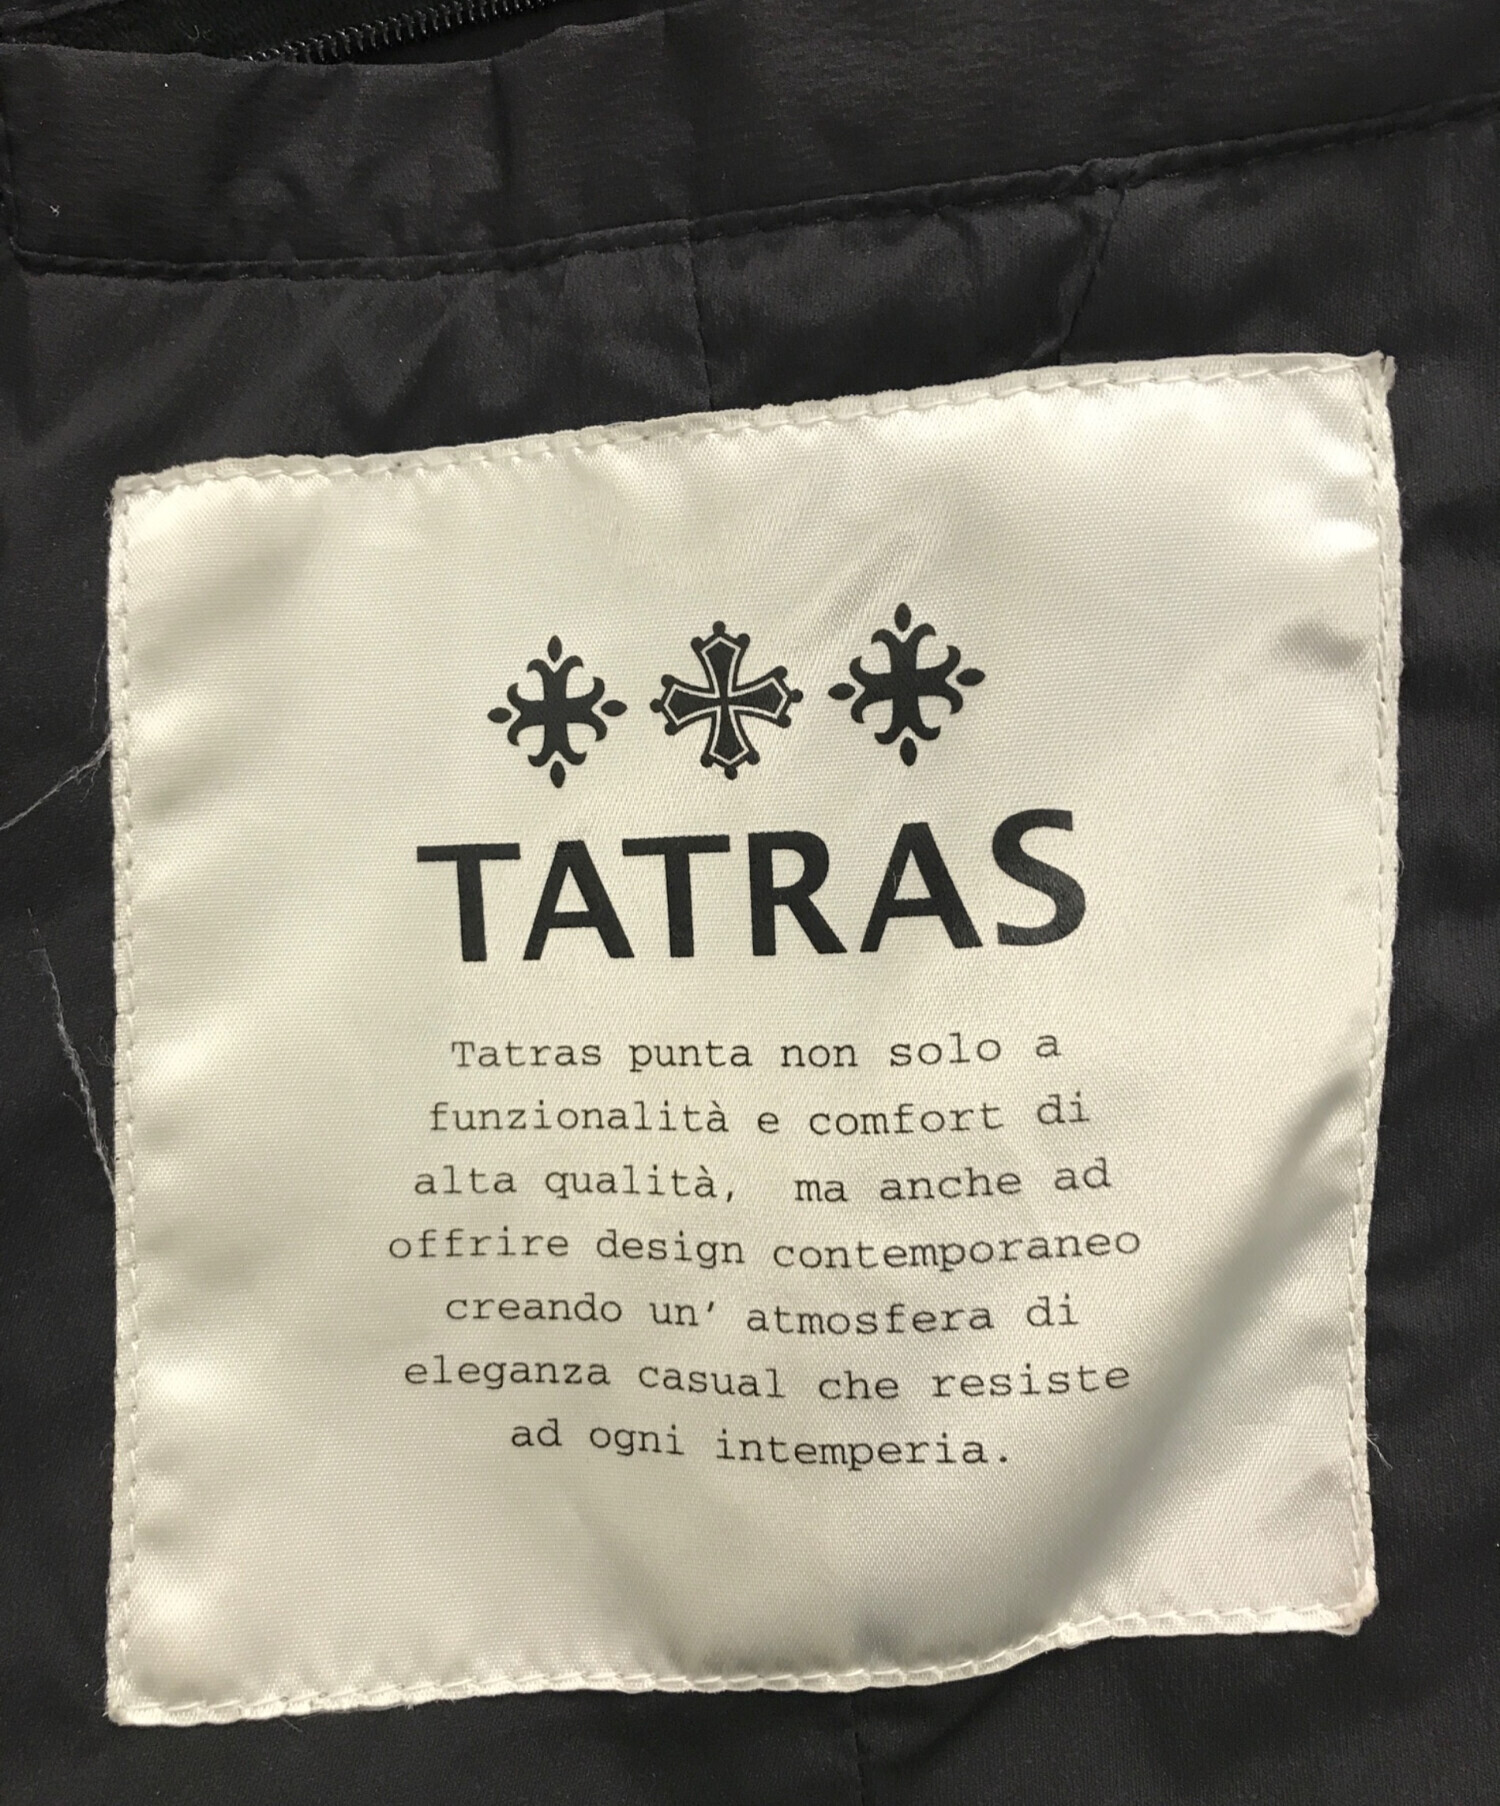 TATRAS
Tatras punta non solo a
funzionalità e comfort di
alta qualità, ma anche ad
offrire design contemporaneo
creando un' atmosfera di
eleganza casual che resiste
ad ogni intemperia.